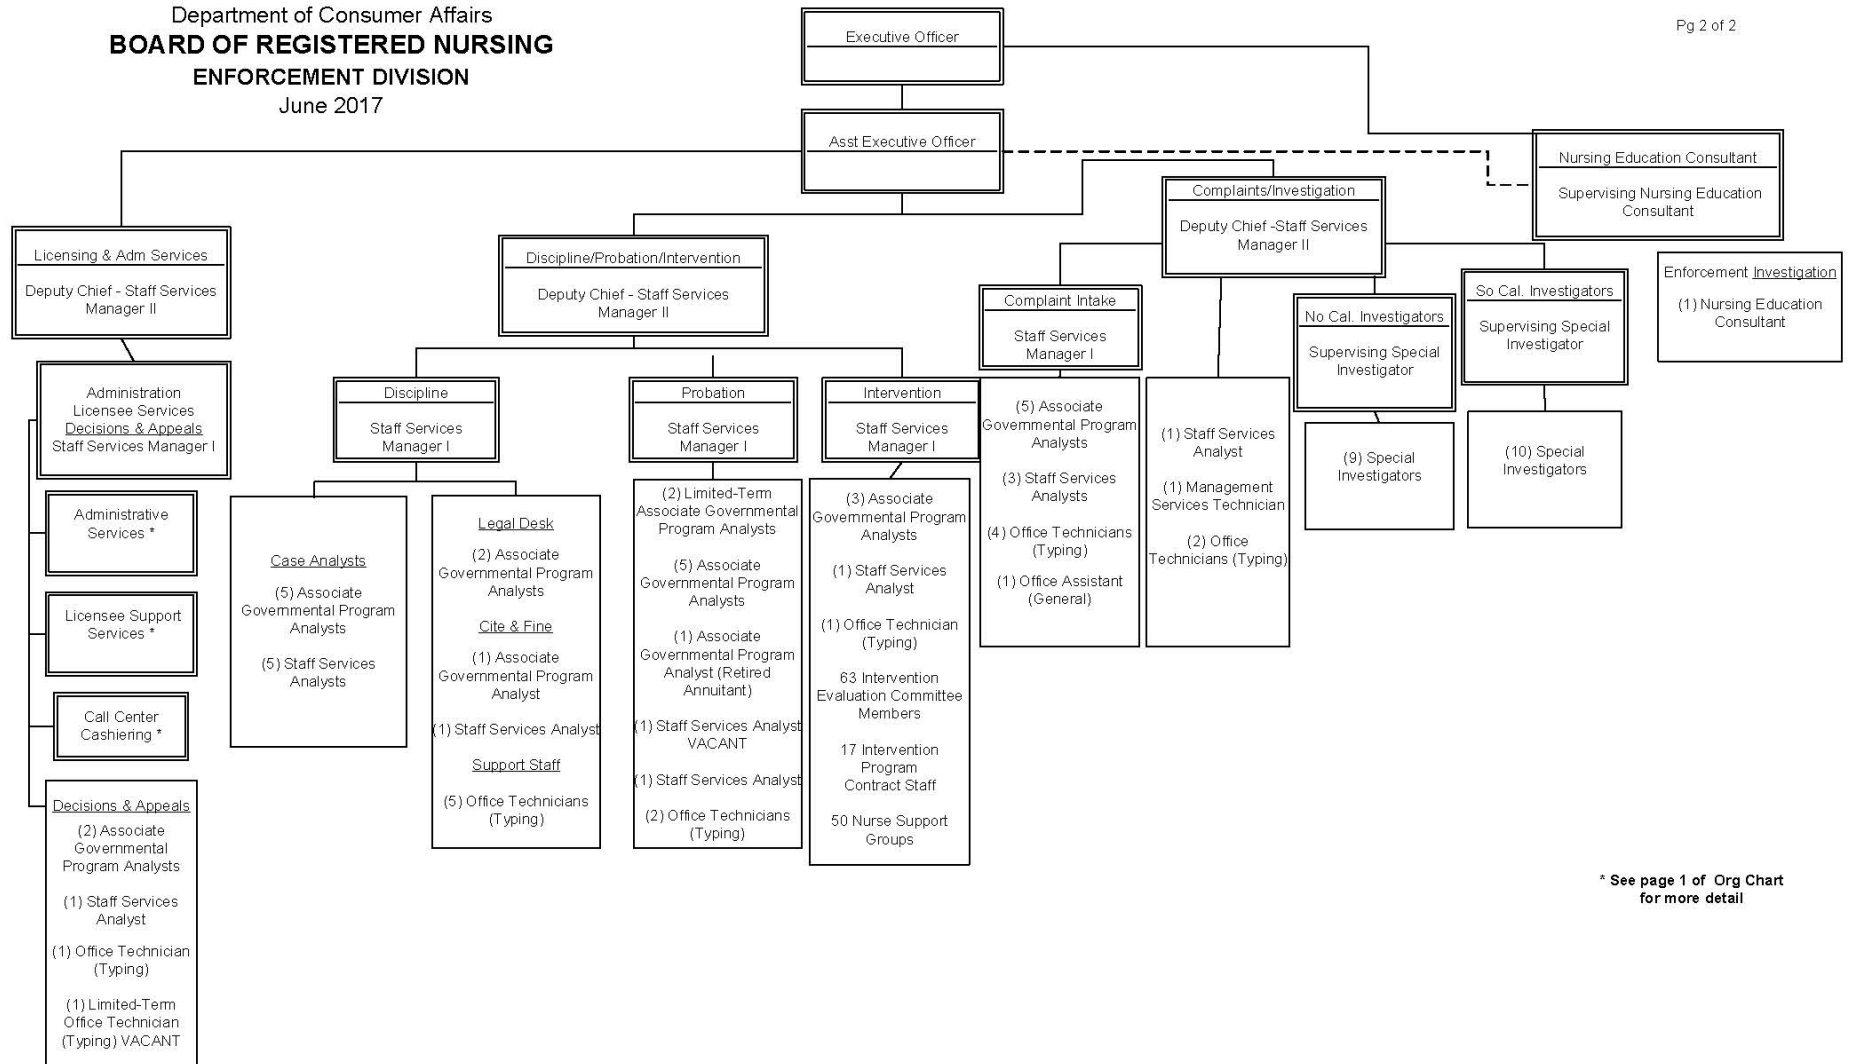 Department of Consumer Affairs
BOARD OF REGISTERED NURSING
ENFORCEMENT DIVISION
June 2017
Pg 2 of 2
Executive Officer
Asst Executive Officer
Nursing Education Consultant
Supervising Nursing Education
Consultant
Enforcement Investigation
(1) Nursing Education
Consultant
Licensing & Adm Services
Deputy Chief - Staff Services
Manager II
Administration
Licensee Services
Decisions & Appeals
Staff Services Manager I
Administrative
Services *
Licensee Support
Services *
Call Center
Cashiering *
Decisions & Appeals
(2) Associate
Governmental
Program Analysts
(1) Staff Services
Analyst
(1) Office Technician
(Typing)
(1) Limited-Term
Office Technician
(Typing) VACANT
Discipline/Probation/Intervention
Deputy Chief - Staff Services
Manager II
Discipline
Staff Services
Manager I
Case Analysts
(5) Associate
Governmental Program
Analysts
(5) Staff Services
Analysts
Legal Desk
(2) Associate
Governmental Program
Analysts
Cite & Fine
(1) Associate
Governmental Program
Analyst
(1) Staff Services Analyst
Support Staff
(5) Office Technicians
(Typing)
Probation
Staff Services
Manager I
(2) Limited-Term
Associate Governmental
Program Analysts
(5) Associate
Governmental Program
Analysts
(1) Associate
Governmental Program
Analyst (Retired
Annuitant)
(1) Staff Services Analyst
VACANT
(1) Staff Services Analyst
(2) Office Technicians
(Typing)
Intervention
Staff Services
Manager I
(3) Associate
Governmental Program
Analysts
(1) Staff Services
Analyst
(1) Office Technician
(Typing)
63 Intervention
Evaluation Committee
Members
17 Intervention
Program
Contract Staff
50 Nurse Support
Groups
Complaints/Investigation
Deputy Chief -Staff Services
Manager II
Complaint Intake
Staff Services
Manager I
(5) Associate
Governmental Program
Analysts
(3) Staff Services
Analysts
(4) Office Technicians
(Typing)
(1) Office Assistant
(General)
(1) Staff Services
Analyst
(1) Management
Services Technician
(2) Office
Technicians (Typing)
No Cal. Investigators
Supervising Special
Investigator
(9) Special
Investigators
So Cal. Investigators
Supervising Special
Investigator
(10) Special
Investigators
* See page 1 of Org Chart
for more detail